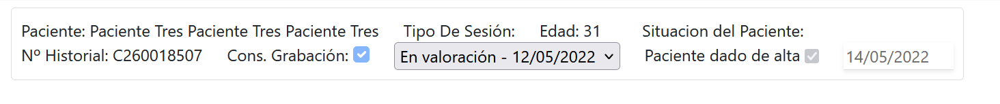 Paciente: Paciente Tres Paciente Tres Paciente Tres Tipo De Sesión: Edad: 31 Situacion del Paciente:
Nº Historial: C260018507 Cons. Grabación: En valoración - 12/05/2022 Paciente dado de alta 14/05/2022